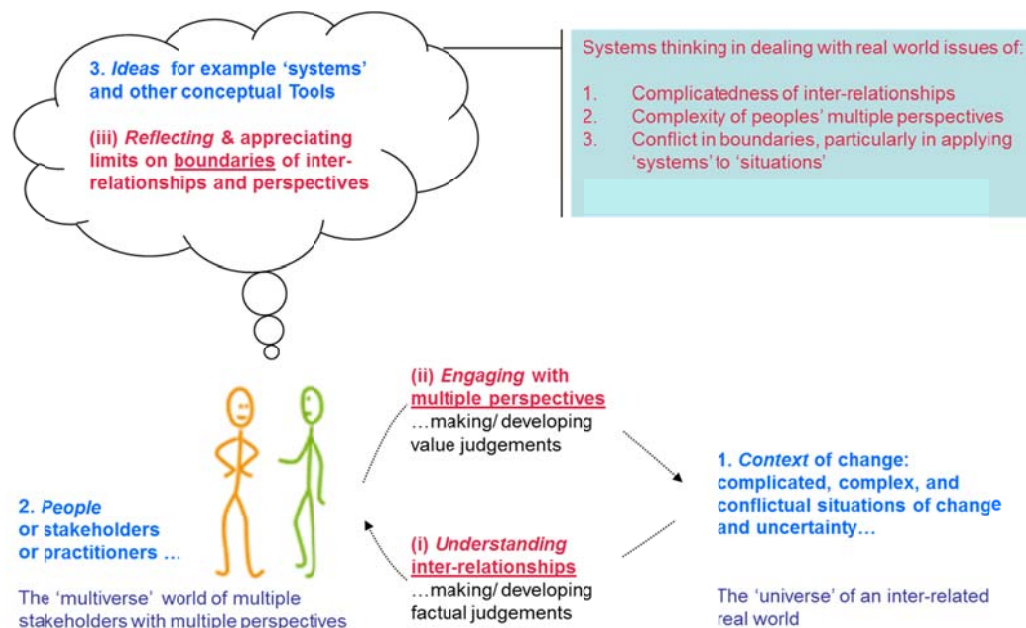 3. Ideas for example ‘systems’
and other conceptual Tools
(iii) Reflecting & appreciating
limits on boundaries of inter-
relationships and perspectives
Systems thinking in dealing with real world issues of:
1. Complicatedness of inter-relationships
2. Complexity of peoples’ multiple perspectives
3. Conflict in boundaries, particularly in applying
‘systems’ to ‘situations’
(ii) Engaging with
multiple perspectives
…making/ developing
value judgements
1. Context of change:
complicated, complex, and
conflictual situations of change
and uncertainty…
2. People
or stakeholders
or practitioners …
(i) Understanding
inter-relationships
…making/ developing
factual judgements
The ‘multiverse’ world of multiple
stakeholders with multiple perspectives
The ‘universe’ of an inter-related
real world